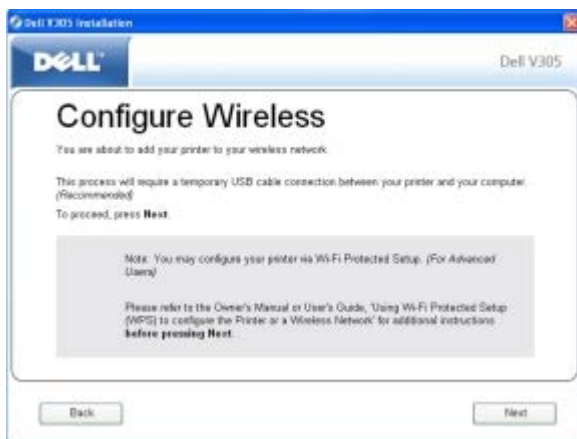 Dell V305 Installation
DELL
Dell V305
Configure Wireless
You are about to add your printer to your wireless network.
This process will require a temporary USB cable connection between your printer and your computer.
(Recommended)
To proceed, press Next.
Note: You may configure your printer via Wi-Fi Protected Setup. (For Advanced
Users)
Please refer to the Owner's Manual or User's Guide, 'Using Wi-Fi Protected Setup
(WPS) to configure the Printer or a Wireless Network' for additional instructions
before pressing Next.
Back
Next